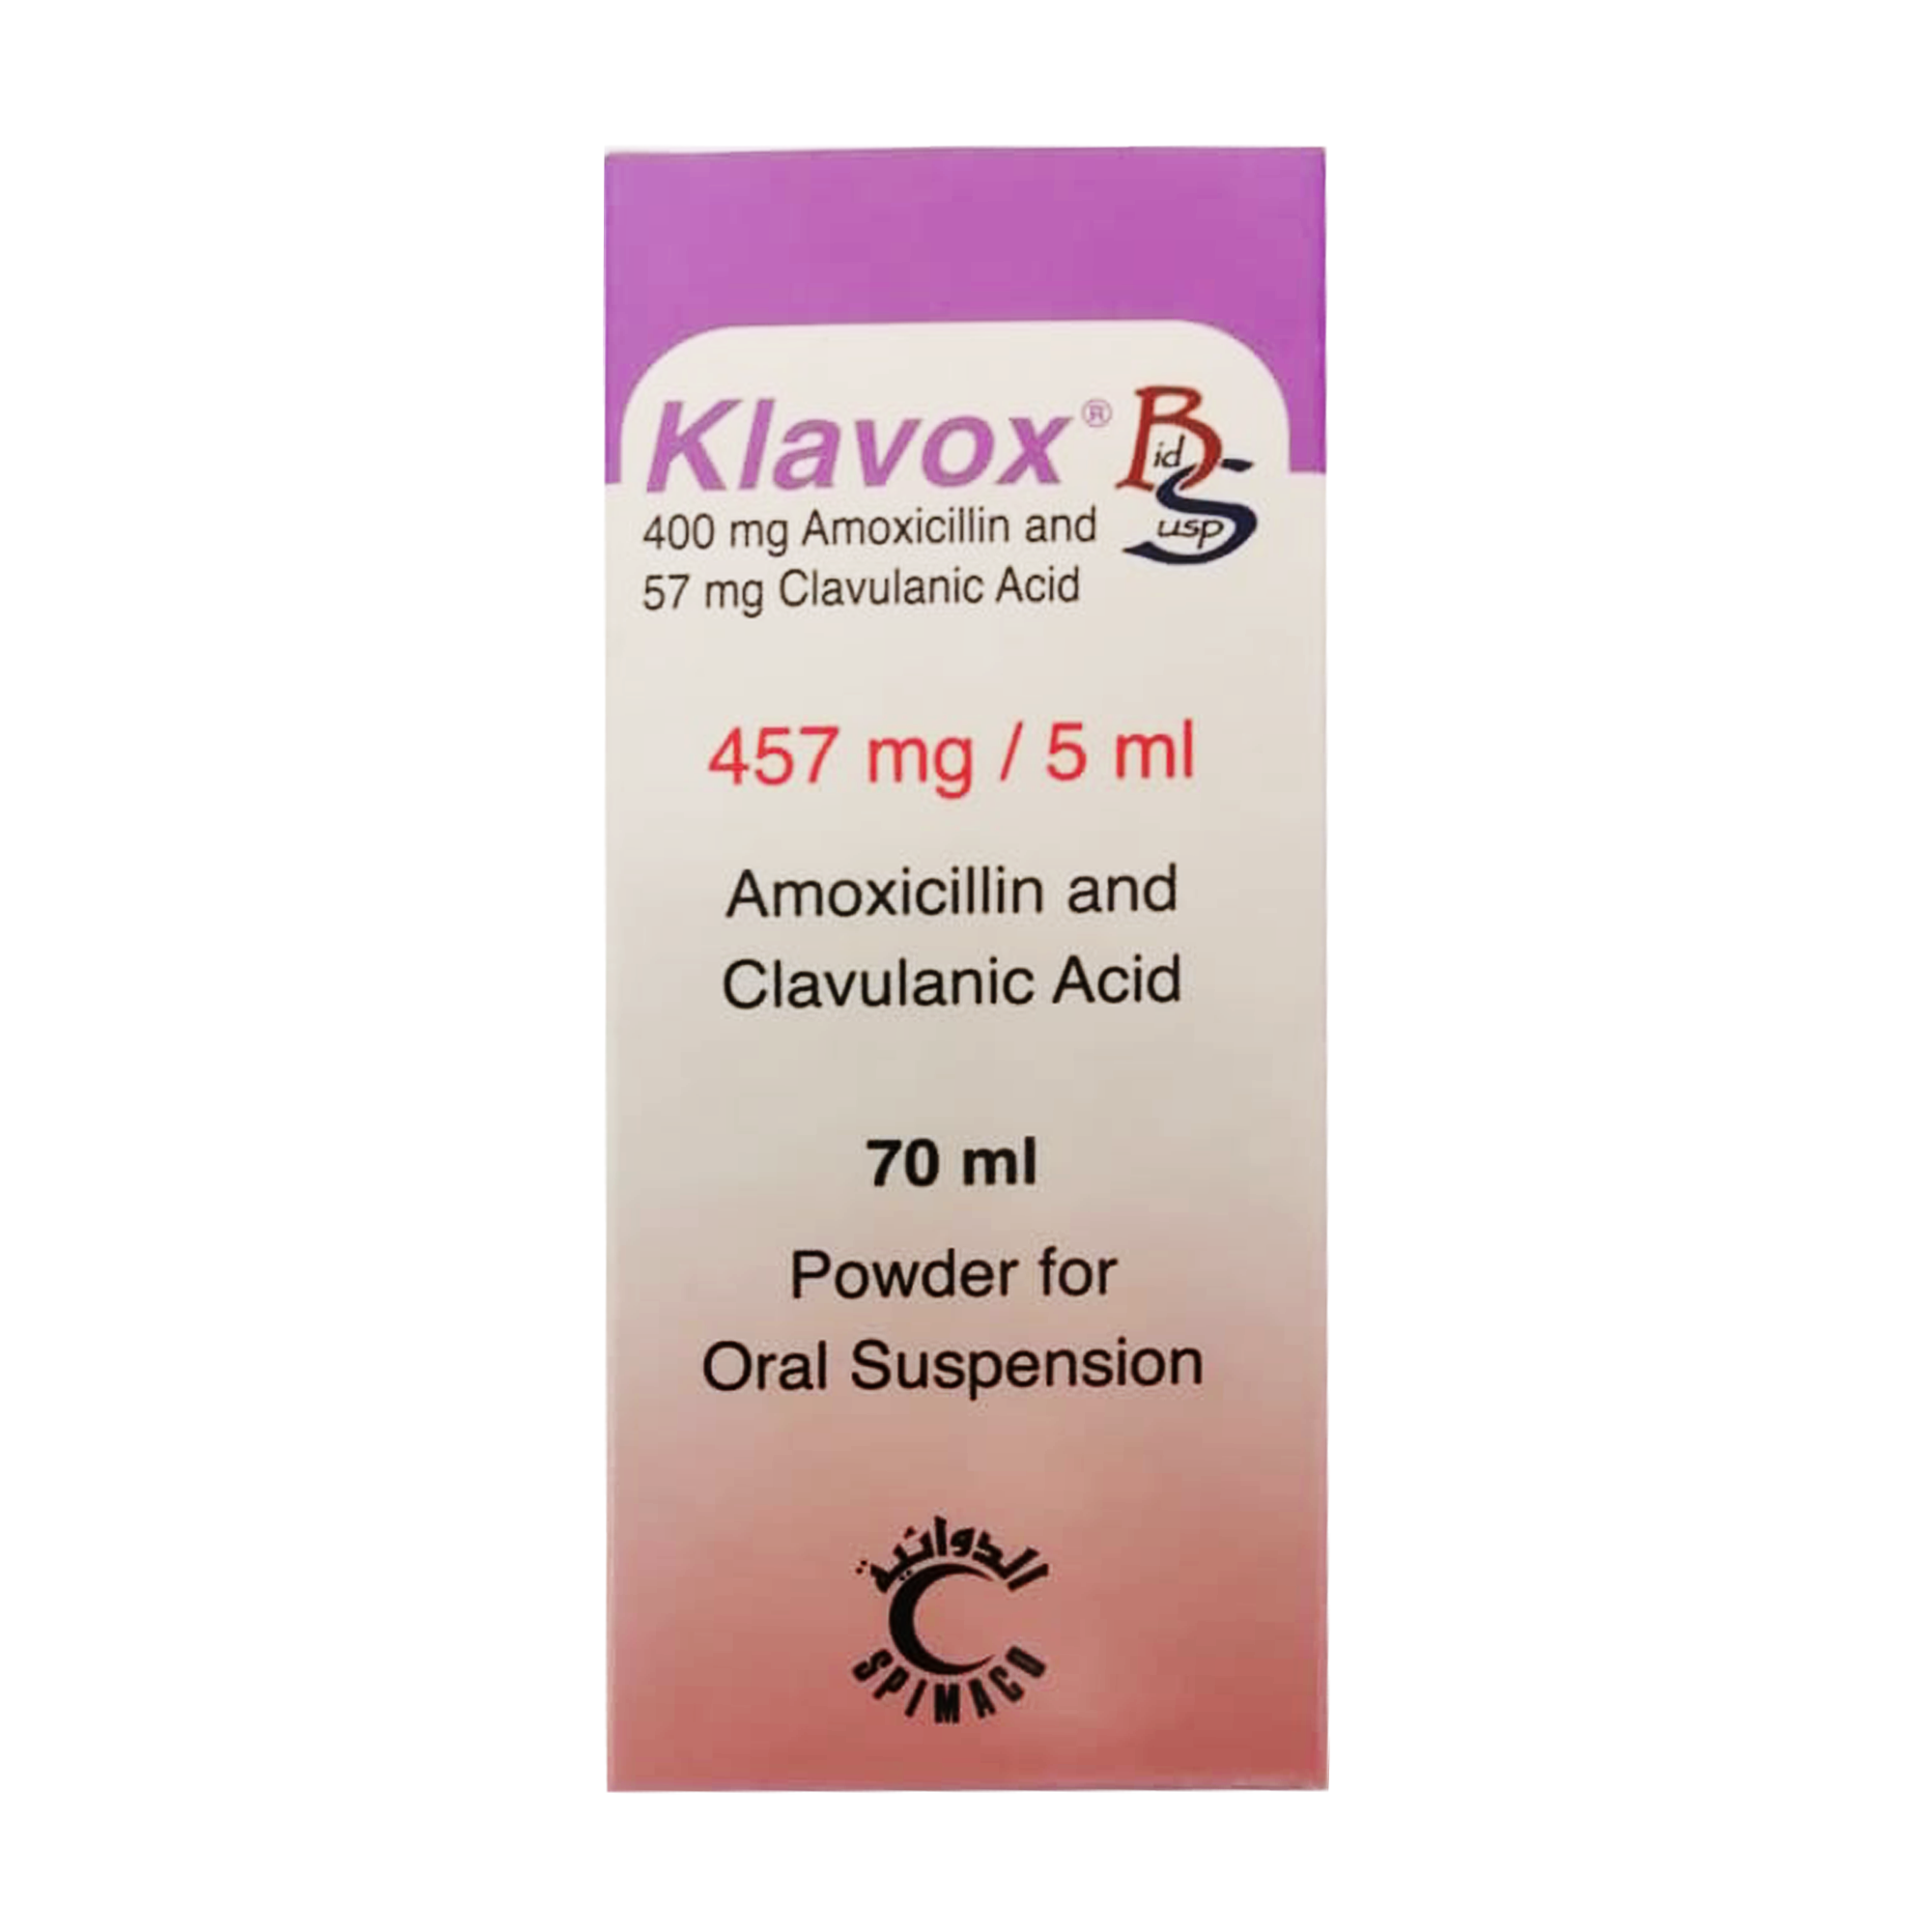 Klavox® Bid Susp
400 mg Amoxicillin and
57 mg Clavulanic Acid
457 mg / 5 ml
Amoxicillin and
Clavulanic Acid
70 ml
Powder for
Oral Suspension
الدوائية
SPIMACO